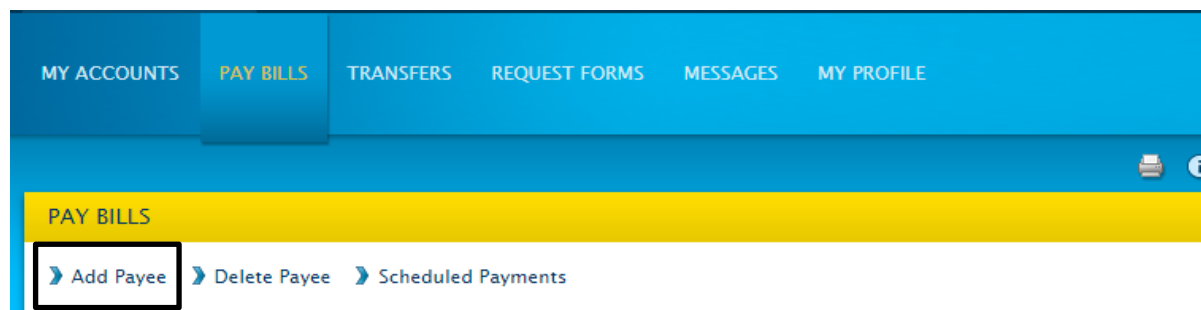 MY ACCOUNTS PAY BILLS TRANSFERS REQUEST FORMS MESSAGES MY PROFILE
PAY BILLS
Add Payee Delete Payee Scheduled Payments